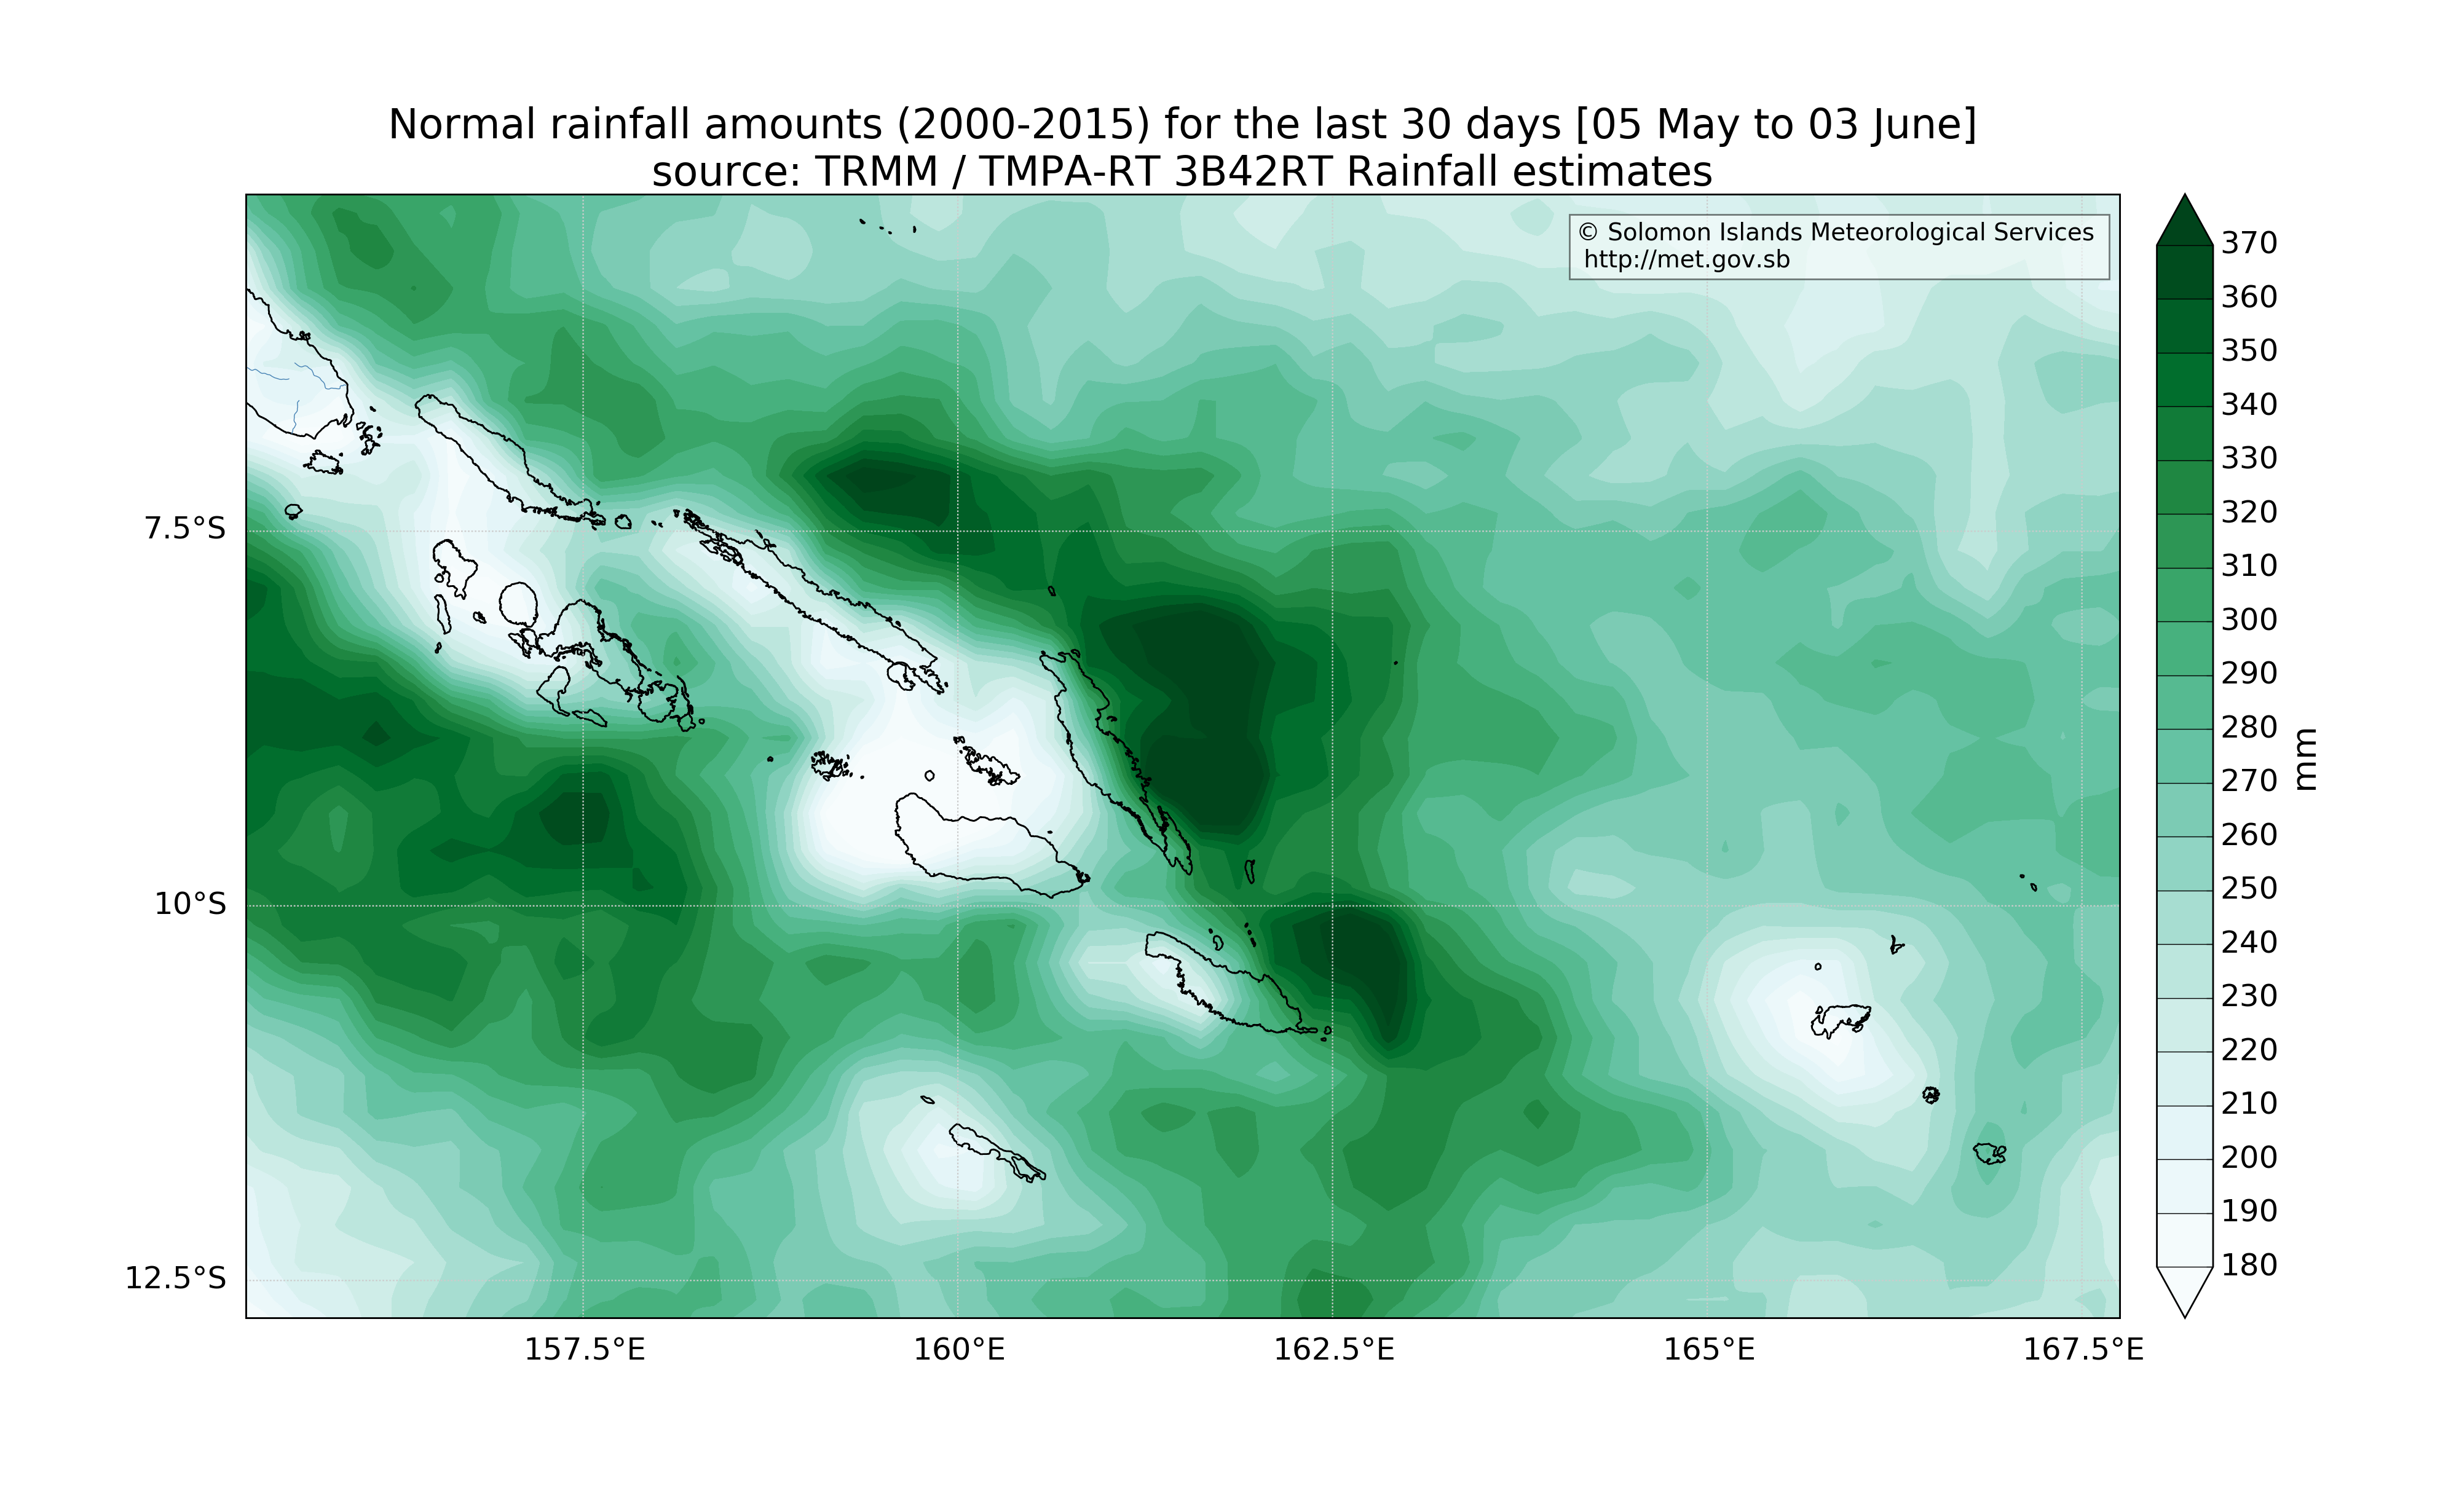 Normal rainfall amounts (2000-2015) for the last 30 days [05 May to 03 June]
source: TRMM / TMPA-RT 3B42RT Rainfall estimates
© Solomon Islands Meteorological Services
http://met.gov.sb
7.5°S
10°S
12.5°S
157.5°E
160°E
162.5°E
165°E
167.5°E
370
360
350
340
330
320
310
300
290
280
270
260
250
240
230
220
210
200
190
180
mm